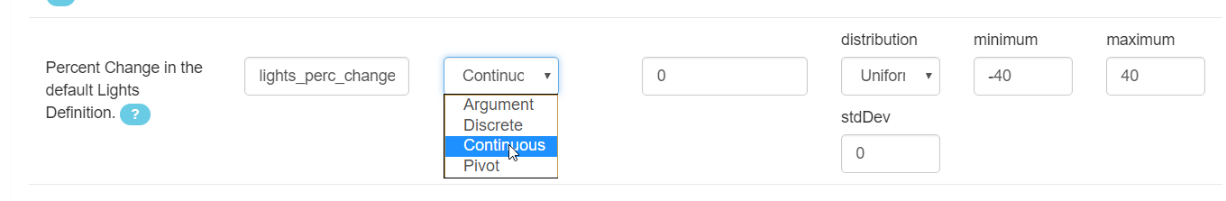 distribution minimum maximum
Percent Change in the
default Lights
Definition. ?
lights_perc_change
Continuc
Argument
Discrete
Continuous
Pivot
0
Unifor
-40
40
stdDev
0